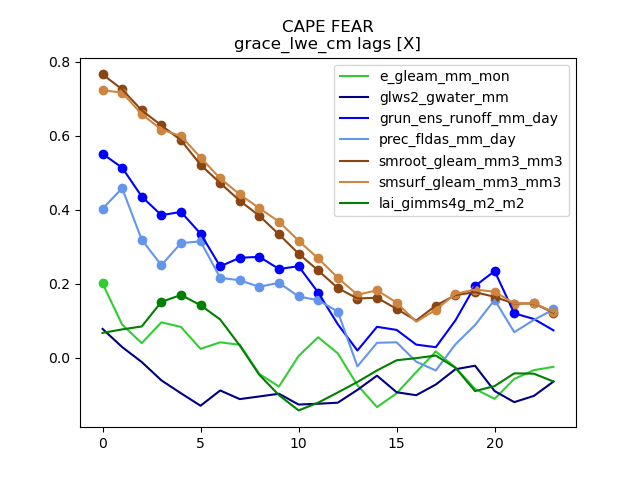 CAPE FEAR
grace_lwe_cm lags [X]
0.8
0.6
0.4
0.2
0.0
0
5
10
15
20
e_gleam_mm_mon
glws2_gwater_mm
grun_ens_runoff_mm_day
prec_fldas_mm_day
smroot_gleam_mm3_mm3
smsurf_gleam_mm3_mm3
lai_gimms4g_m2_m2